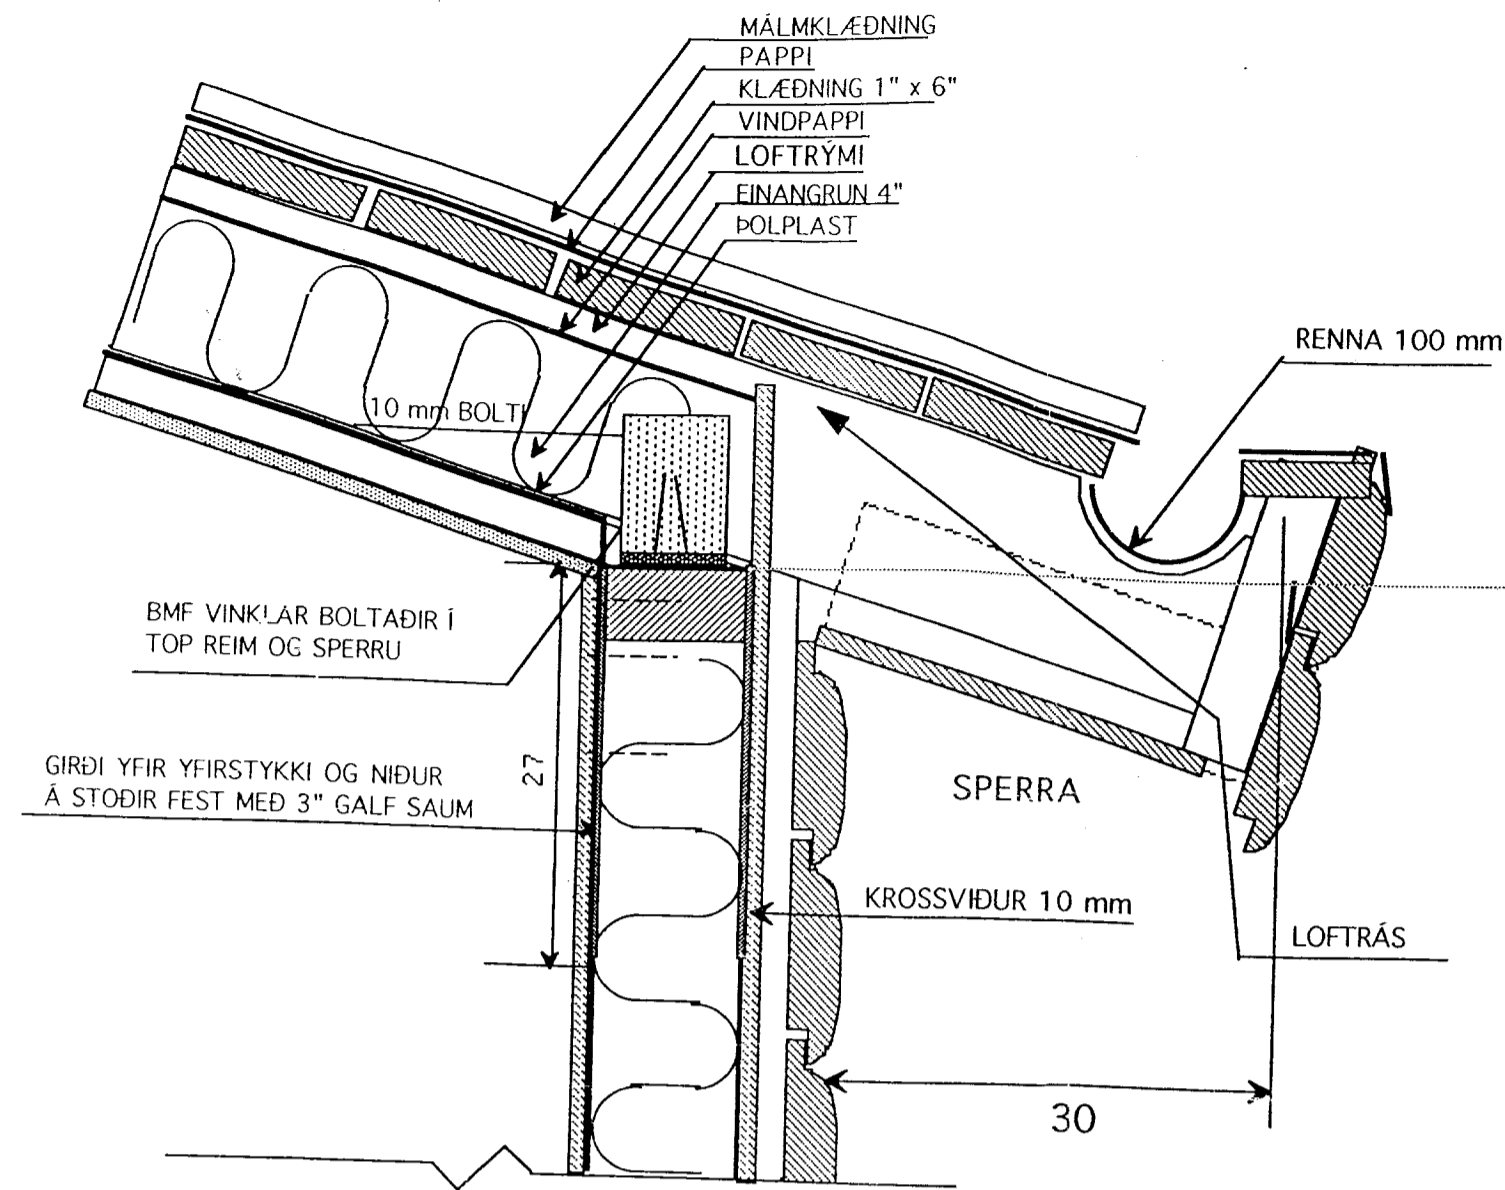 MÁLMKLÆÐNING
PAPPI
KLÆÐNING 1" x 6"
VINDPAPPI
LOFTRÝMI
EINANGRUN 4"
ÞOLPLAST
RENNA 100 mm
10 mm BOLTI
BMF VINKLAR BOLTAÐIR Í
TOP REIM OG SPERRU
GIRÐI YFIR YFIRSTYKKI OG NIÐUR
Á STOÐIR FEST MEÐ 3" GALF SAUM
27
SPERRA
KROSSVIÐUR 10 mm
LOFTRÁS
30